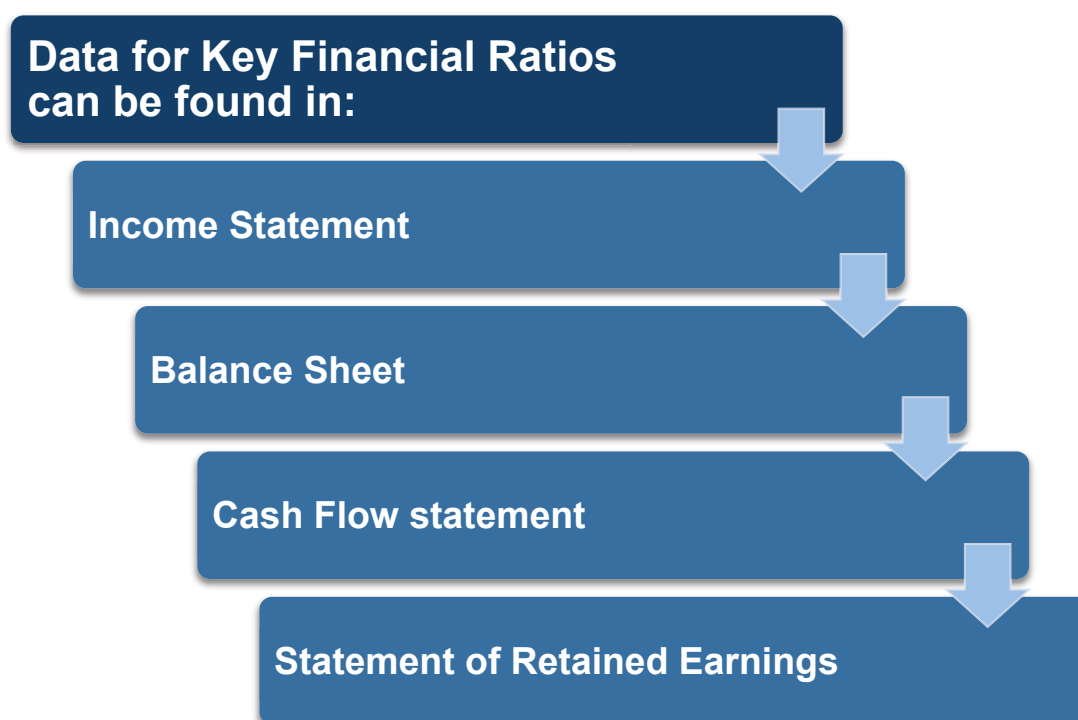 Data for Key Financial Ratios
can be found in:
Income Statement
Balance Sheet
Cash Flow statement
Statement of Retained Earnings